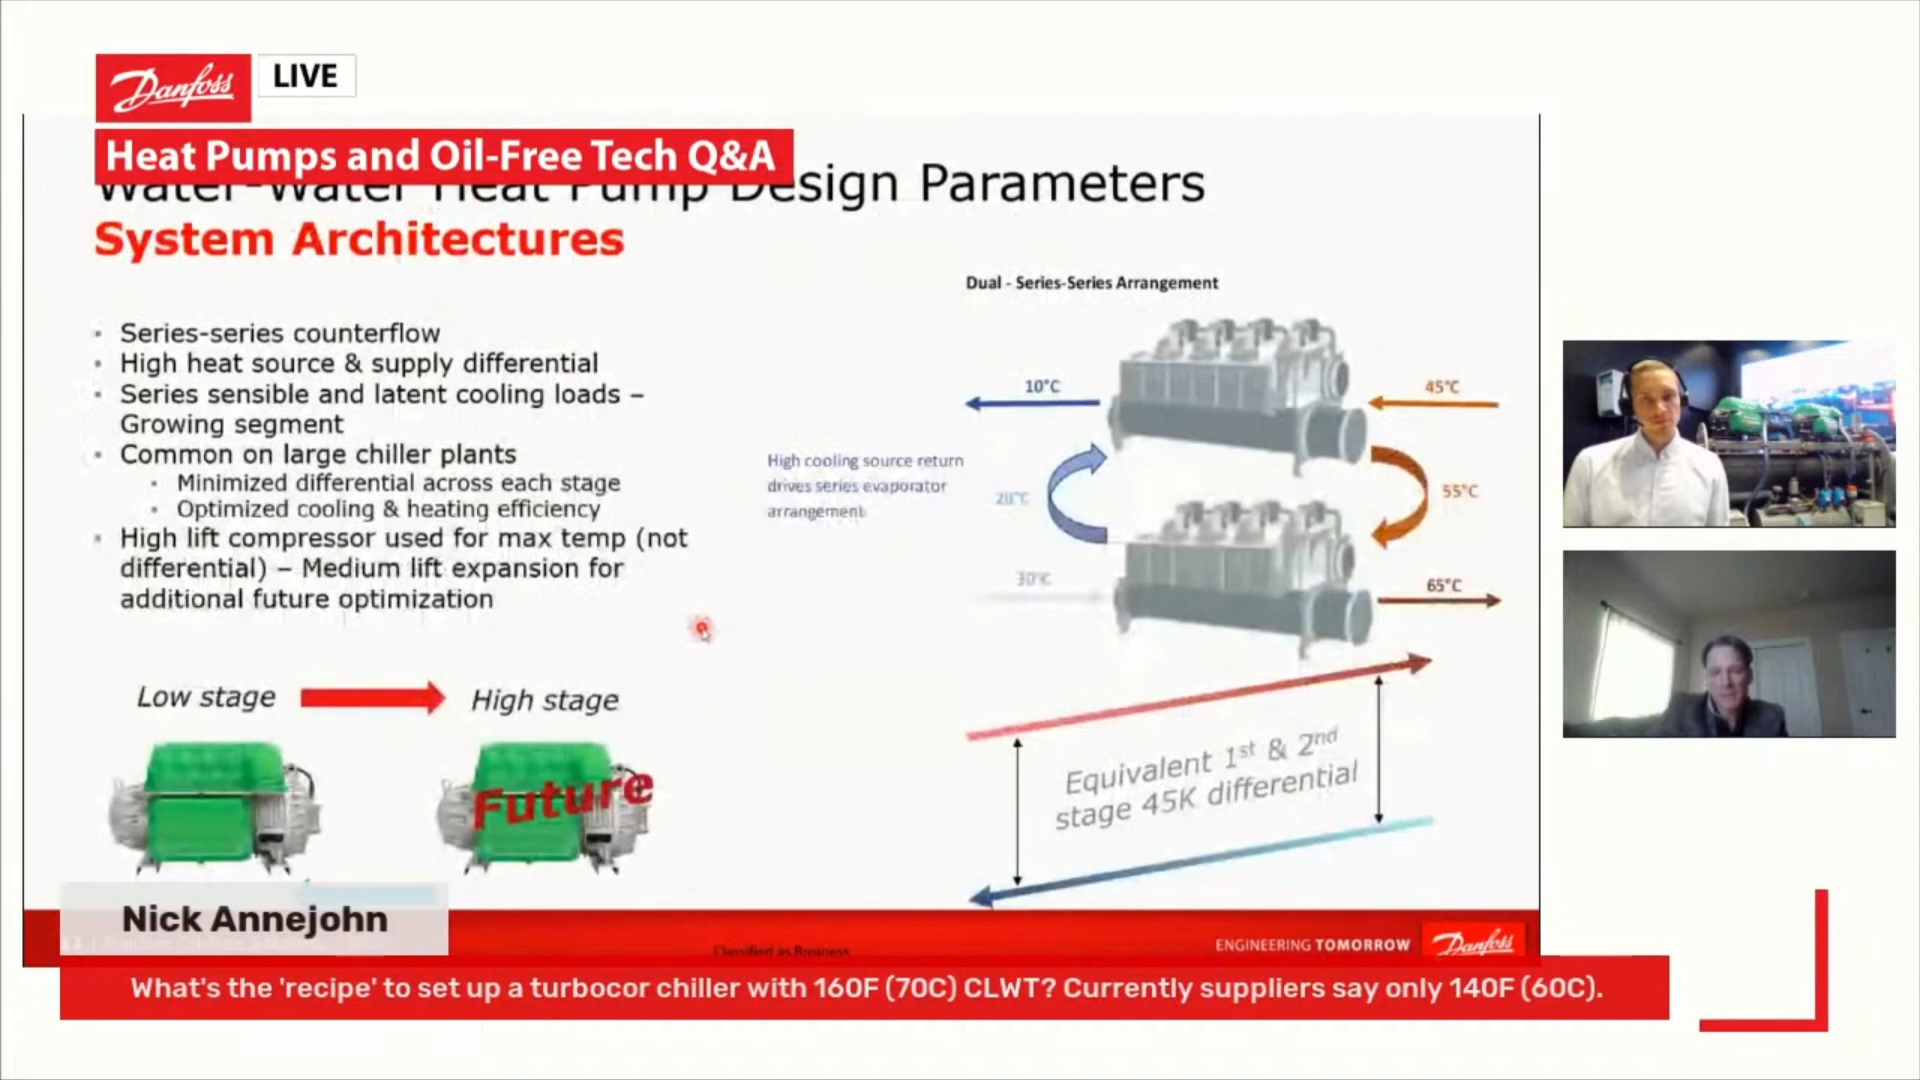 Danfoss
LIVE
Heat Pumps and Oil-Free Tech Q&A
Water-Water Heat Pump Design Parameters
System Architectures
Dual - Series-Series Arrangement
• Series-series counterflow
• High heat source & supply differential
• Series sensible and latent cooling loads –
Growing segment
• Common on large chiller plants
• Minimized differential across each stage
• Optimized cooling & heating efficiency
• High lift compressor used for max temp (not
differential) – Medium lift expansion for
additional future optimization
10°C
45°C
High cooling source return
drives series evaporator
arrangement
20°C
55°C
30°C
65°C
Low stage
High stage
Future
Equivalent 1st & 2nd
stage 45K differential
Nick Annejohn
Classified as Business
ENGINEERING TOMORROW
Danfoss
What's the 'recipe' to set up a turbocor chiller with 160F (70C) CLWT? Currently suppliers say only 140F (60C).